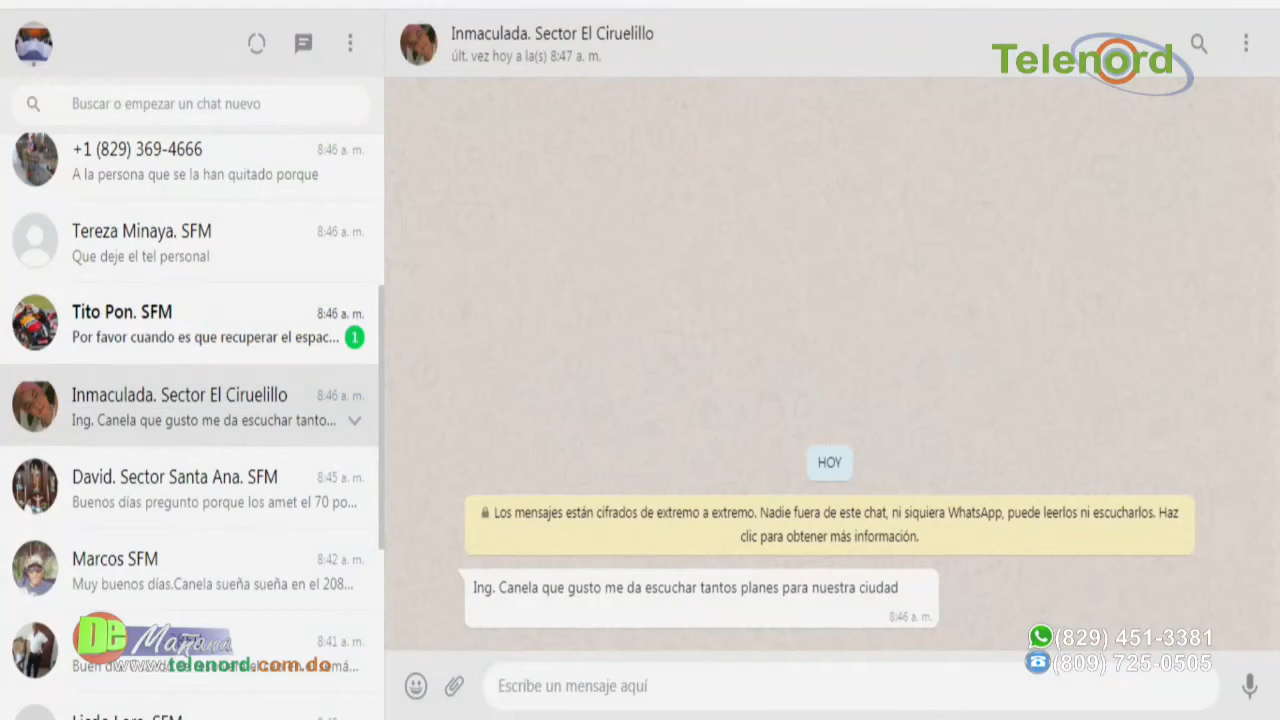 Buscar o empezar un chat nuevo
+1 (829) 369-4666
8:46 a. m.
A la persona que se la han quitado porque
Tereza Minaya. SFM
8:46 a. m.
Que deje el tel personal
Tito Pon. SFM
8:46 a. m.
Por favor cuando es que recuperar el espac...
1
Inmaculada. Sector El Ciruelillo
8:46 a. m.
Ing. Canela que gusto me da escuchar tanto...
David. Sector Santa Ana. SFM
8:45 a. m.
Buenos días pregunto porque los amet el 70 po...
Marcos SFM
8:42 a. m.
Muy buenos días.Canela sueña sueña en el 208...
8:41 a. m.
De Mañana
www.telenord.com.do
Inmaculada. Sector El Ciruelillo
últ. vez hoy a la(s) 8:47 a. m.
Telenord
HOY
Los mensajes están cifrados de extremo a extremo. Nadie fuera de este chat, ni siquiera WhatsApp, puede leerlos ni escucharlos. Haz
clic para obtener más información.
Ing. Canela que gusto me da escuchar tantos planes para nuestra ciudad
8:46 a. m.
(829) 451-3381
(809) 725-0505
Escribe un mensaje aquí